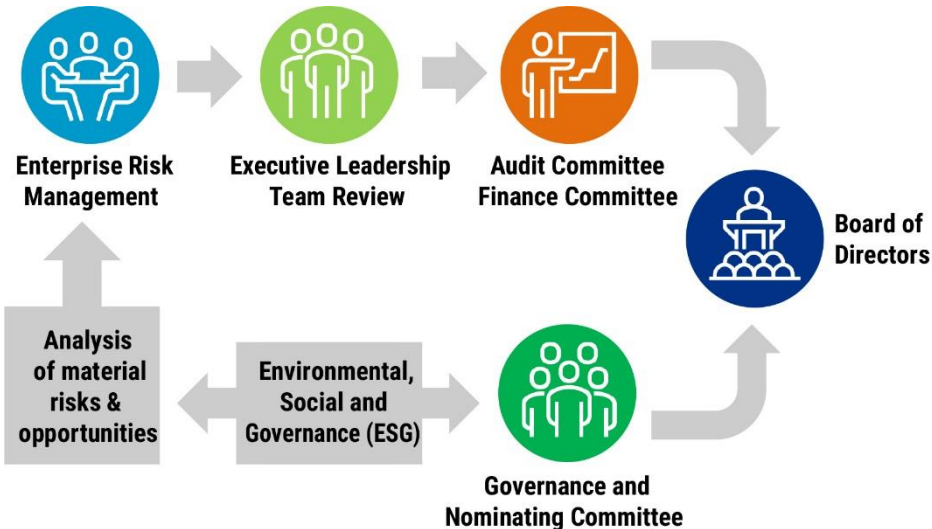 Enterprise Risk
Management
Executive Leadership
Team Review
Audit Committee
Finance Committee
Board of
Directors
Analysis
of material
risks &
opportunities
Environmental,
Social and
Governance (ESG)
Governance and
Nominating Committee